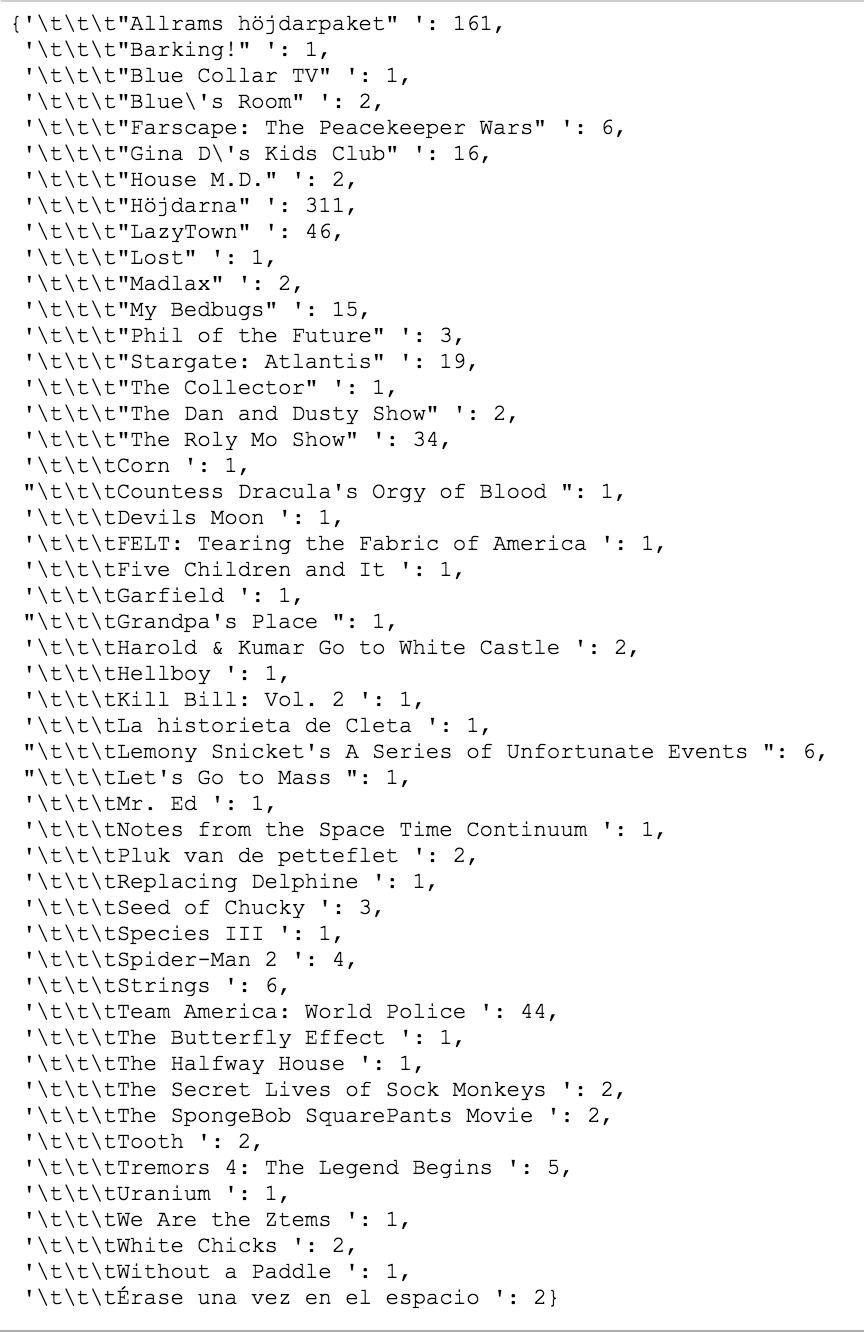 {'\t\t\t"Allrams höjdarpaket" ': 161,
'\t\t\t"Barking!" ': 1,
'\t\t\t"Blue Collar TV" ': 1,
'\t\t\t"Blue\'s Room" ': 2,
'\t\t\t"Farscape: The Peacekeeper Wars" ': 6,
'\t\t\t"Gina D\'s Kids Club" ': 16,
'\t\t\t"House M.D." ': 2,
'\t\t\t"Höjdarna" ': 311,
'\t\t\t"LazyTown" ': 46,
'\t\t\t"Lost" ': 1,
'\t\t\t"Madlax" ': 2,
'\t\t\t"My Bedbugs" ': 15,
'\t\t\t"Phil of the Future" ': 3,
'\t\t\t"Stargate: Atlantis" ': 19,
'\t\t\t"The Collector" ': 1,
'\t\t\t"The Dan and Dusty Show" ': 2,
'\t\t\t"The Roly Mo Show" ': 34,
'\t\t\tCorn ': 1,
"\t\t\tCountess Dracula's Orgy of Blood ": 1,
'\t\t\tDevils Moon ': 1,
'\t\t\tFELT: Tearing the Fabric of America ': 1,
'\t\t\tFive Children and It ': 1,
'\t\t\tGarfield ': 1,
"\t\t\tGrandpa's Place ": 1,
'\t\t\tHarold & Kumar Go to White Castle ': 2,
'\t\t\tHellboy ': 1,
'\t\t\tKill Bill: Vol. 2 ': 1,
'\t\t\tLa historieta de Cleta ': 1,
"\t\t\tLemony Snicket's A Series of Unfortunate Events ": 6,
"\t\t\tLet's Go to Mass ": 1,
'\t\t\tMr. Ed ': 1,
'\t\t\tNotes from the Space Time Continuum ': 1,
'\t\t\tPluk van de petteflet ': 2,
'\t\t\tReplacing Delphine ': 1,
'\t\t\tSeed of Chucky ': 3,
'\t\t\tSpecies III ': 1,
'\t\t\tSpider-Man 2 ': 4,
'\t\t\tStrings ': 6,
'\t\t\tTeam America: World Police ': 44,
'\t\t\tThe Butterfly Effect ': 1,
'\t\t\tThe Halfway House ': 1,
'\t\t\tThe Secret Lives of Sock Monkeys ': 2,
'\t\t\tThe SpongeBob SquarePants Movie ': 2,
'\t\t\tTooth ': 2,
'\t\t\tTremors 4: The Legend Begins ': 5,
'\t\t\tUranium ': 1,
'\t\t\tWe Are the Ztems ': 1,
'\t\t\tWhite Chicks ': 2,
'\t\t\tWithout a Paddle ': 1,
'\t\t\tÉrase una vez en el espacio ': 2}